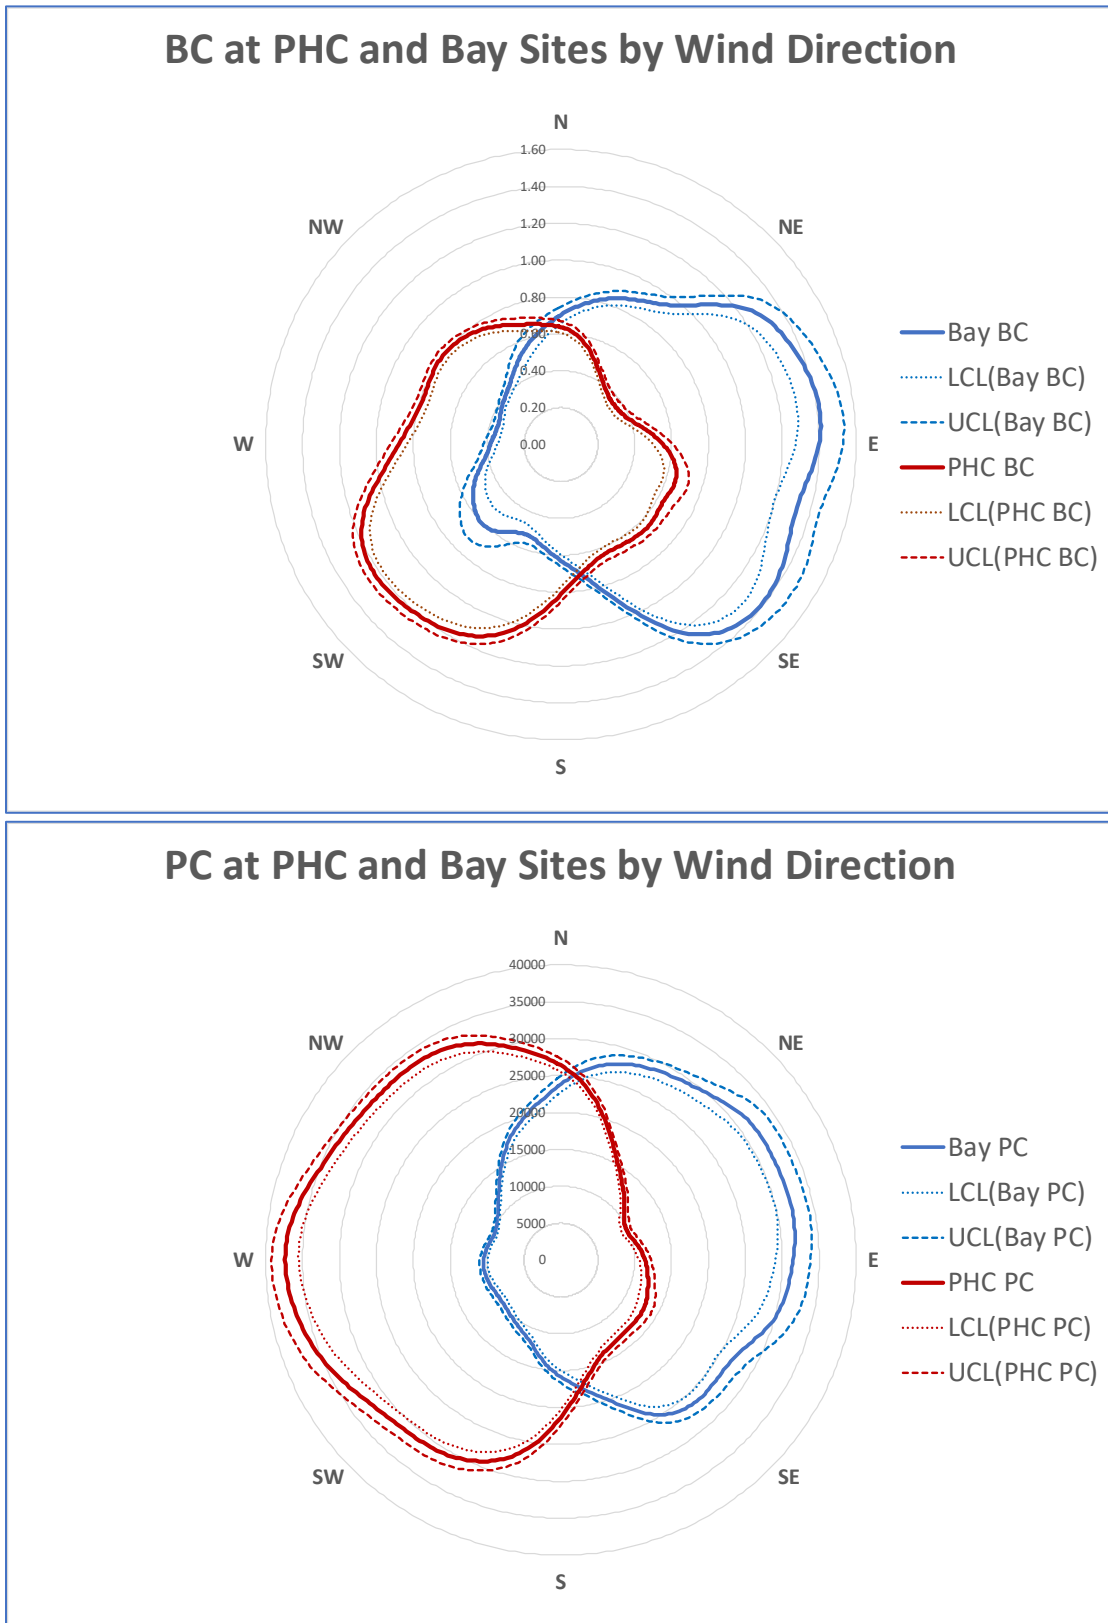 BC at PHC and Bay Sites by Wind Direction
N
1.60
1.40
NW
NE
1.20
1.00
0.80
0.60
Bay BC
0.40
LCL(Bay BC)
0.20
UCL(Bay BC)
W
0.00
E
PHC BC
LCL(PHC BC)
UCL(PHC BC)
SW
SE
S
PC at PHC and Bay Sites by Wind Direction
N
40000
35000
NW
NE
30000
25000
20000
15000
Bay PC
10000
LCL(Bay PC)
5000
UCL(Bay PC)
W
0
E
PHC PC
LCL(PHC PC)
UCL(PHC PC)
SW
SE
S